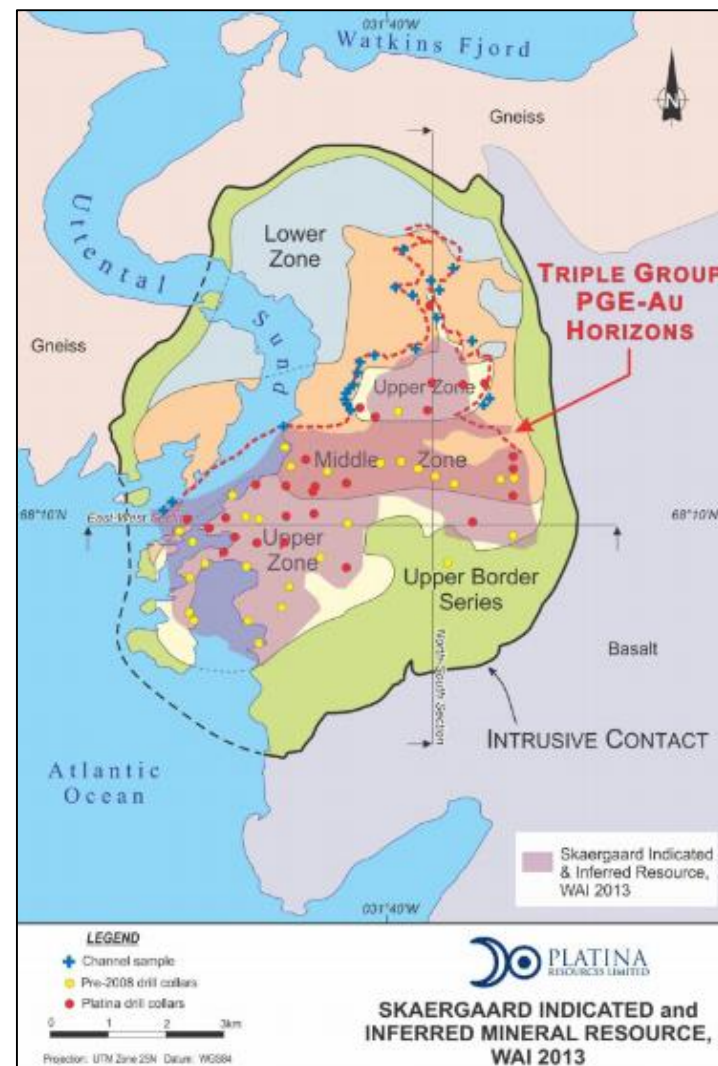 031°40'W
Watkins Fjord
N
Gneiss
Uttental
Sund
Lower
Zone
TRIPLE GROUP
PGE-AU
HORIZONS
Gneiss
Upper Zone
Middle Zone
68°10'N
East-West
68°10'N
Upper
Zone
Upper Border
Series
North-South Section
Basalt
INTRUSIVE CONTACT
Atlantic
Ocean
Skaergaard Indicated
& Inferred Resource,
WAI 2013
031°40'W
LEGEND
Channel sample
Pre-2008 drill collars
Platina drill collars
0 1 2 3km
Projection: UTM Zone 25N Datum: WGS84
PLATINA
RESOURCES LIMITED
SKAERGAARD INDICATED and
INFERRED MINERAL RESOURCE,
WAI 2013